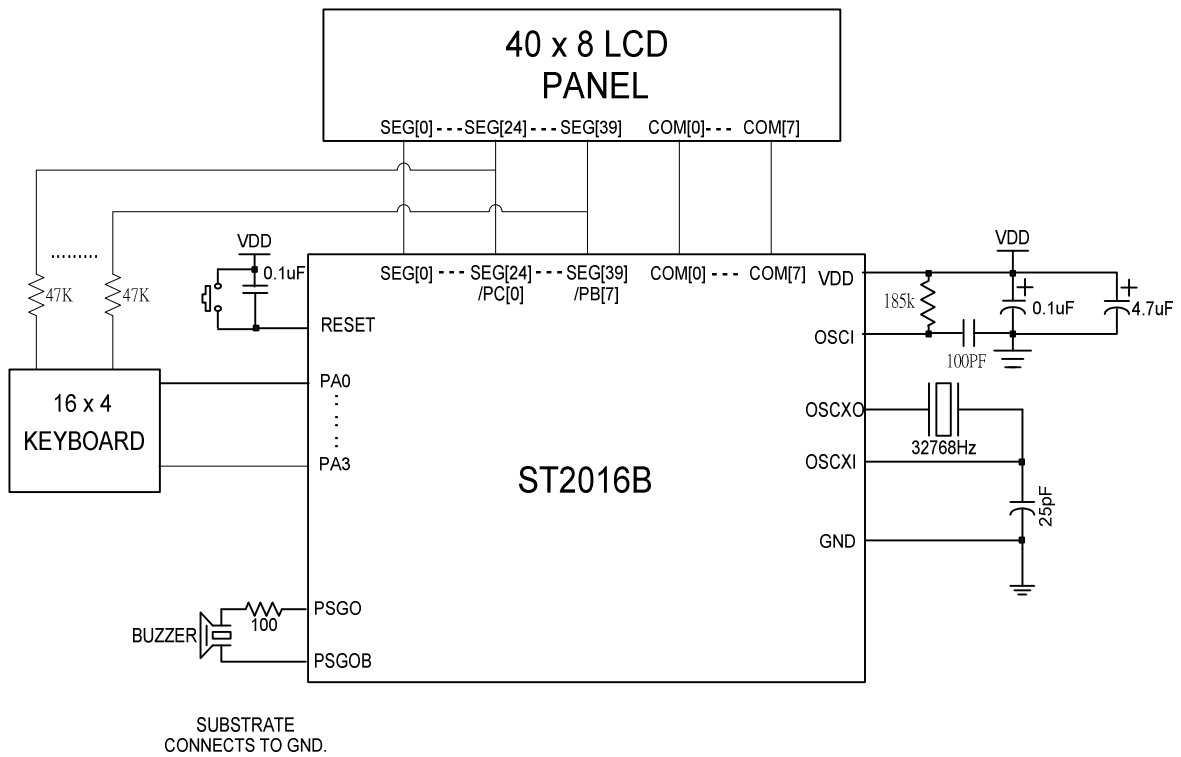 40 x 8 LCD
PANEL
SEG[0] - - - SEG[24] - - - SEG[39] COM[0] - - - COM[7]
VDD
0.1uF
47K
47K
SEG[0] - - - SEG[24] - - - SEG[39] COM[0] - - - COM[7]
/PC[0] /PB[7]
VDD
VDD
185k
0.1uF
4.7uF
RESET
OSCI
100PF
16 x 4
KEYBOARD
PA0
PA3
OSCXO
32768Hz
OSCXI
ST2016B
25pF
GND
PSGO
100
BUZZER
PSGOB
SUBSTRATE
CONNECTS TO GND.